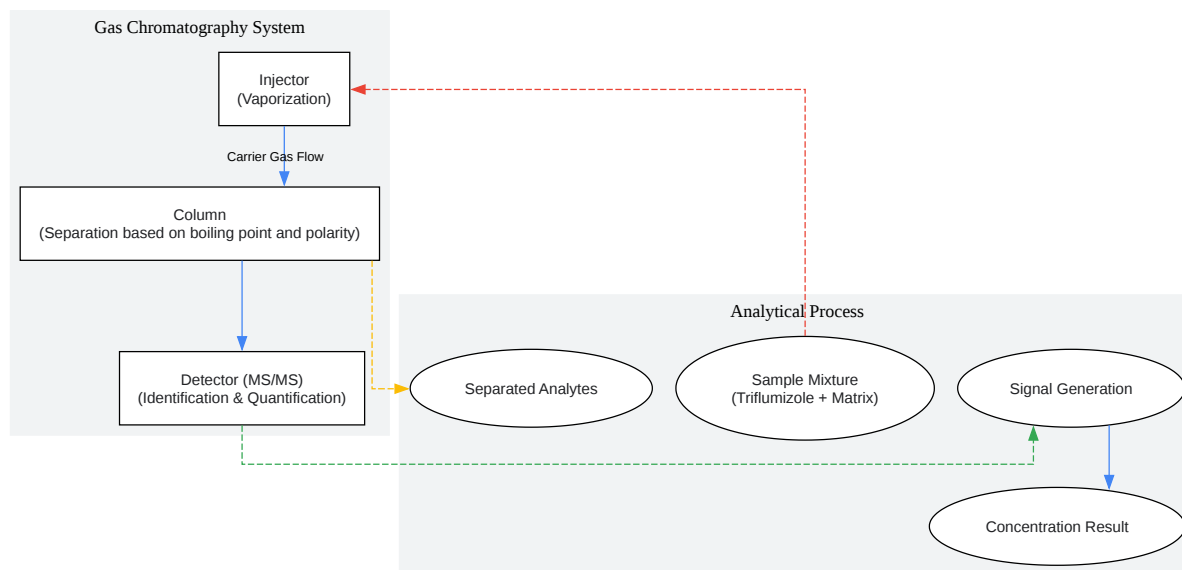 Gas Chromatography System
Injector
(Vaporization)
Carrier Gas Flow
Column
(Separation based on boiling point and polarity)
Detector (MS/MS)
(Identification & Quantification)
Analytical Process
Separated Analytes
Sample Mixture
(Triflumizole + Matrix)
Signal Generation
Concentration Result